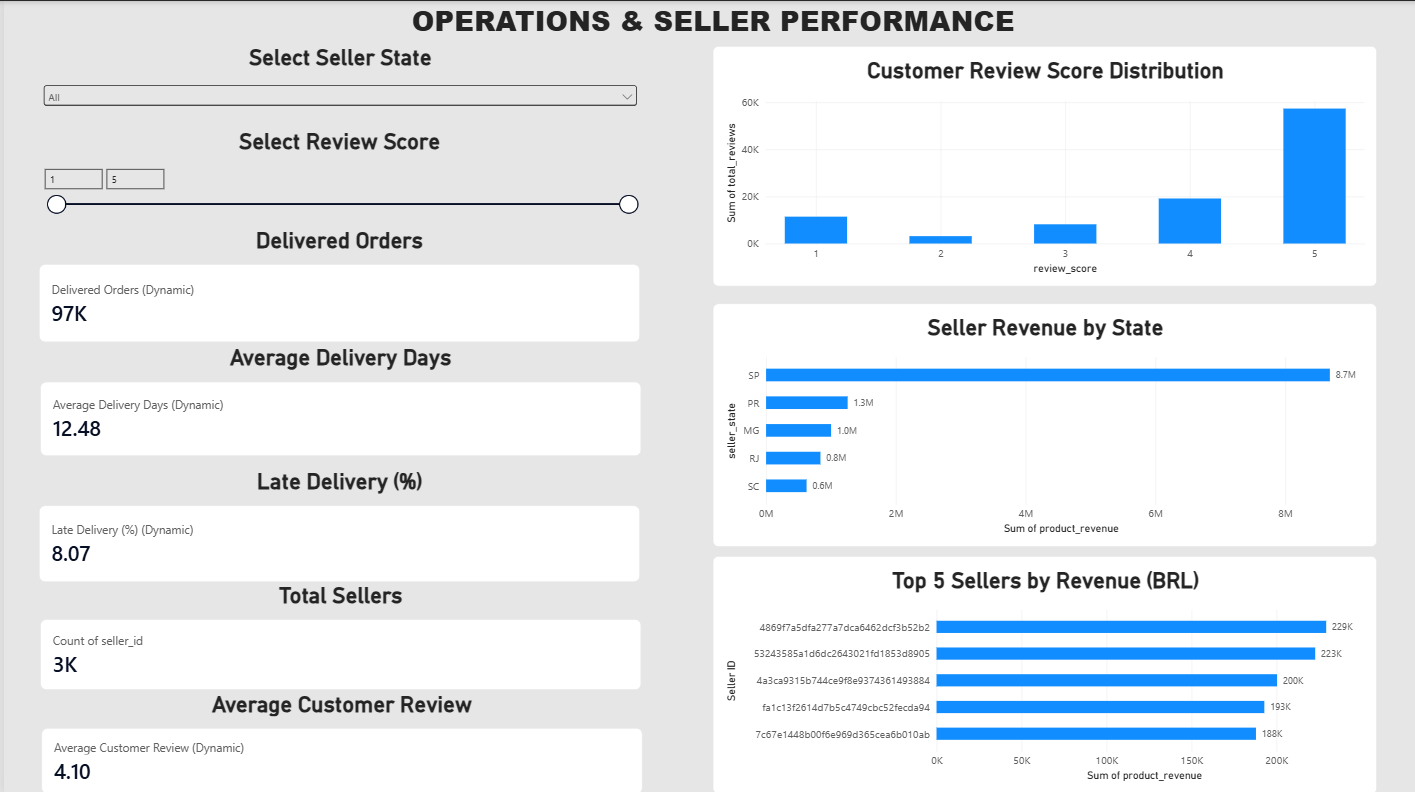 OPERATIONS & SELLER PERFORMANCE
Select Seller State
All
Select Review Score
1 5
Delivered Orders
Delivered Orders (Dynamic)
97K
Average Delivery Days
Average Delivery Days (Dynamic)
12.48
Late Delivery (%)
Late Delivery (%) (Dynamic)
8.07
Total Sellers
Count of seller_id
3K
Average Customer Review
Average Customer Review (Dynamic)
4.10
Customer Review Score Distribution
Sum of total_reviews
60K
40K
20K
0K
1 2 3 4 5
review_score
Seller Revenue by State
seller_state
SP 8.7M
PR 1.3M
MG 1.0M
RJ 0.8M
SC 0.6M
0M 2M 4M 6M 8M
Sum of product_revenue
Top 5 Sellers by Revenue (BRL)
Seller ID
4869f7a5dfa277a7dca6462dcf3b52b2 229K
53243585a1d6dc2643021fd1853d8905 223K
4a3ca9315b744ce9f8e9374361493884 200K
fa1c13f2614d7b5c4749cbc52fecda94 193K
7c67e1448b00f6e969d365cea6b010ab 188K
0K 50K 100K 150K 200K
Sum of product_revenue